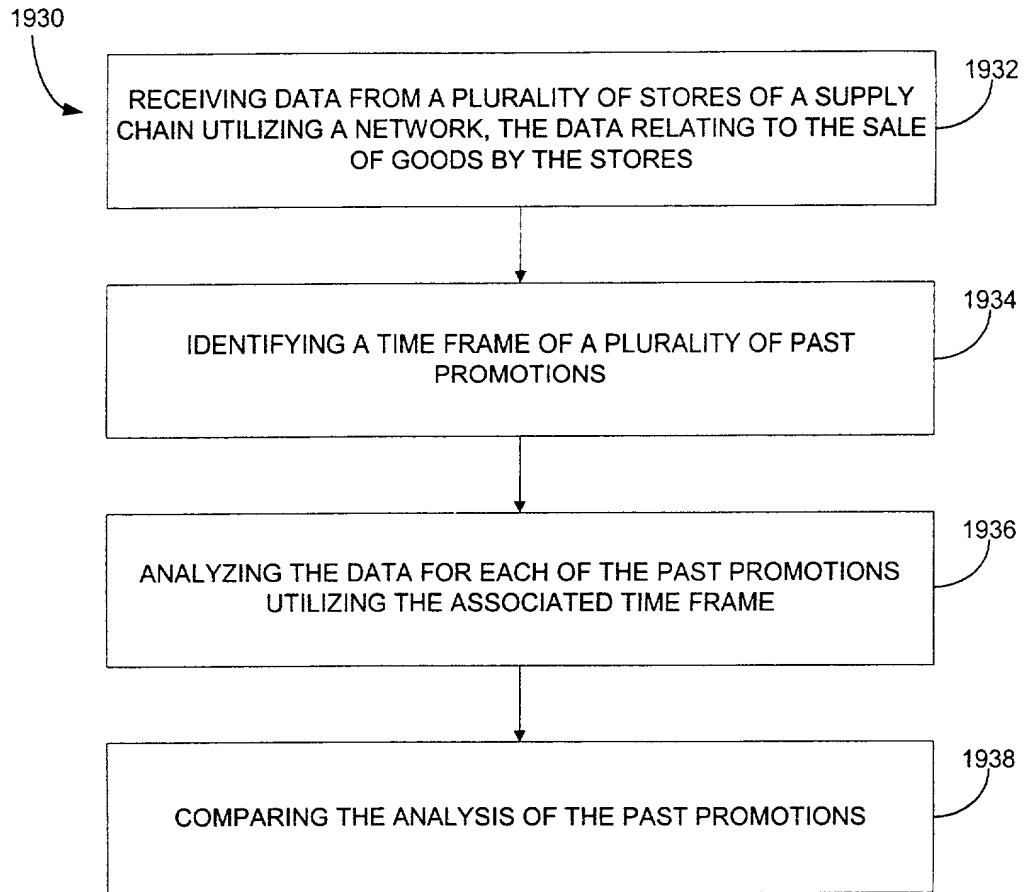 1930
1932
RECEIVING DATA FROM A PLURALITY OF STORES OF A SUPPLY
CHAIN UTILIZING A NETWORK, THE DATA RELATING TO THE SALE
OF GOODS BY THE STORES
1934
IDENTIFYING A TIME FRAME OF A PLURALITY OF PAST
PROMOTIONS
1936
ANALYZING THE DATA FOR EACH OF THE PAST PROMOTIONS
UTILIZING THE ASSOCIATED TIME FRAME
1938
COMPARING THE ANALYSIS OF THE PAST PROMOTIONS